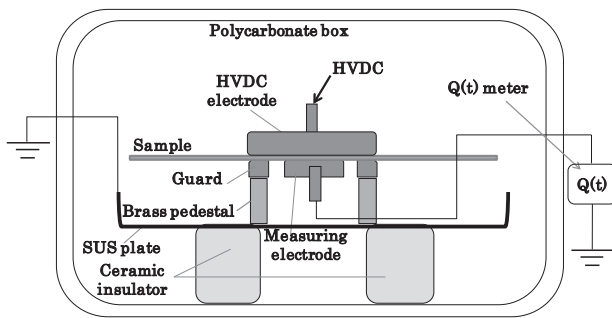 Polycarbonate box
HVDC
HVDC
electrode
Q(t) meter
Sample
Guard
Q(t)
Brass pedestal
SUS plate
Measuring
electrode
Ceramic
insulator